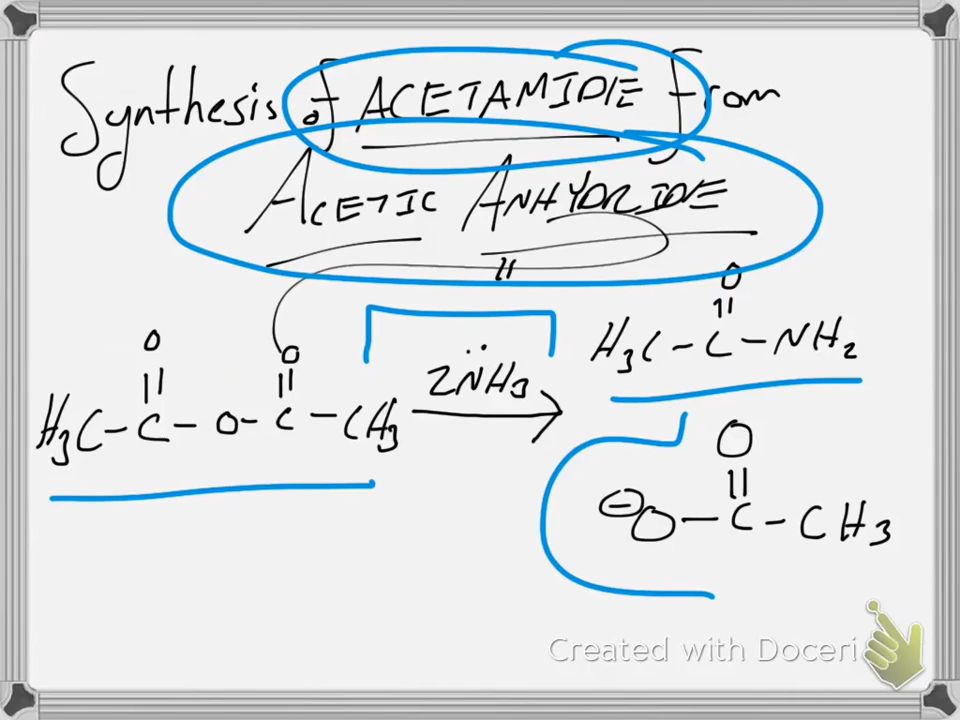 Synthesis of ACETAMIDE from
ACETIC ANHYDRIDE
O
O O
H3C-C-O-C-CH3
2NH3
H3C-C-NH2
O
⊖O-C-CH3
Created with Doceri